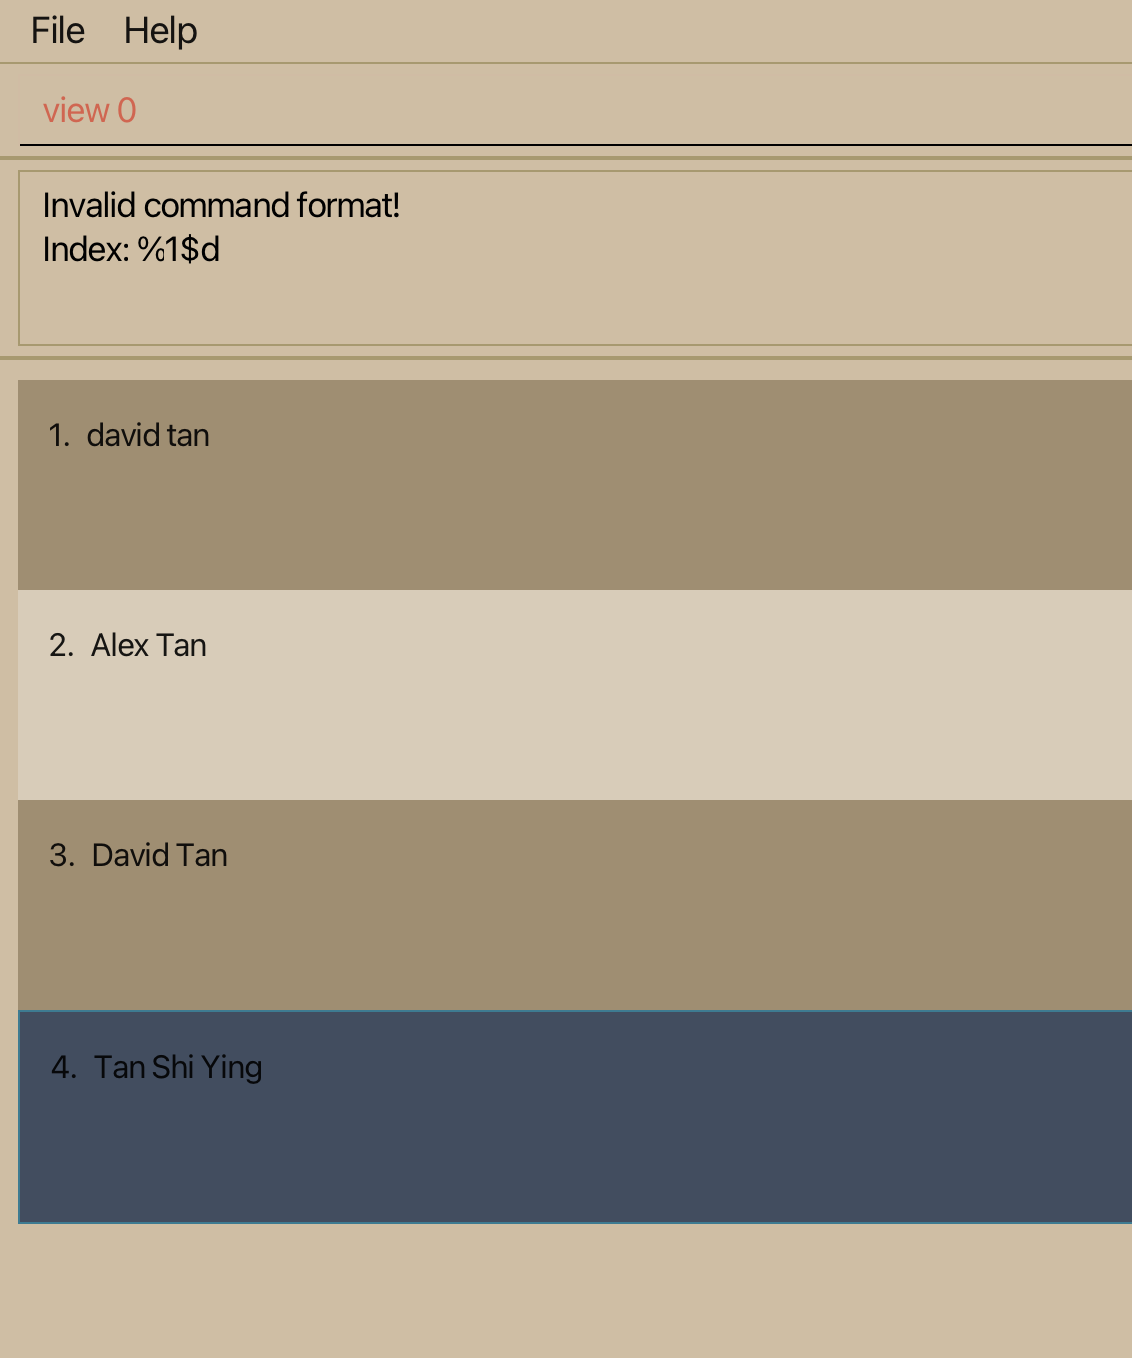 File Help
view 0
Invalid command format!
Index: %1$d
1. david tan
2. Alex Tan
3. David Tan
4. Tan Shi Ying